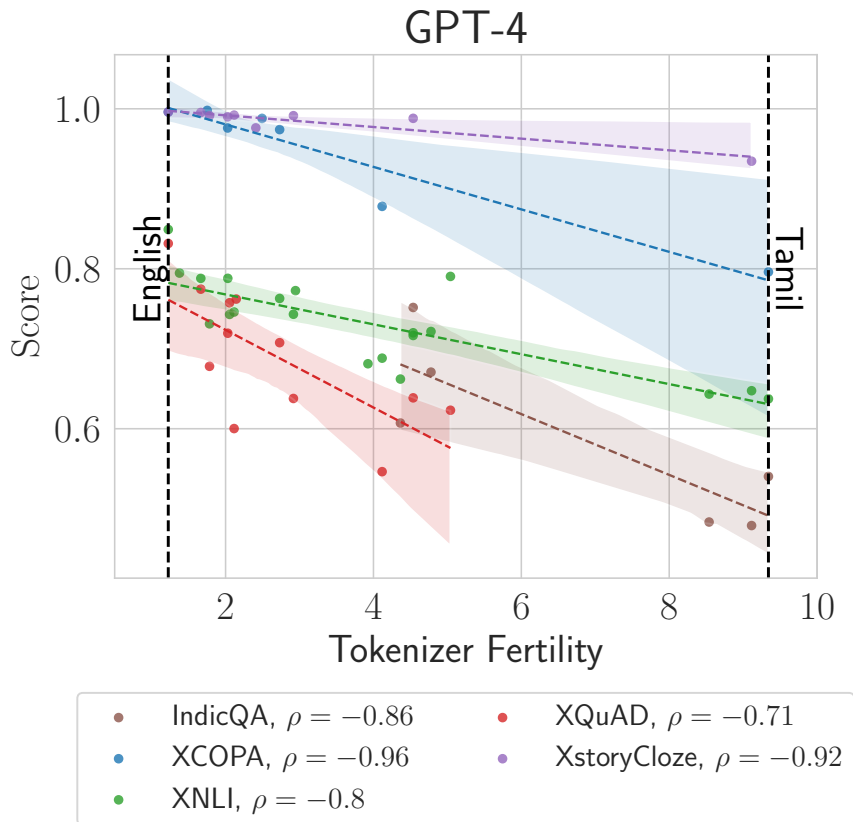 GPT-4
1.0
0.8
0.6
Score
English
Tamil
2 4 6 8 10
Tokenizer Fertility
IndicQA, ρ = −0.86
XCOPA, ρ = −0.96
XNLI, ρ = −0.8
XQuAD, ρ = −0.71
XstoryCloze, ρ = −0.92